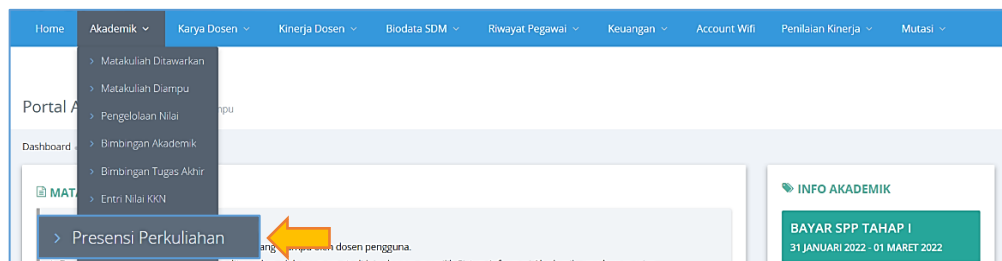 Home Akademik Karya Dosen Kinerja Dosen Biodata SDM Riwayat Pegawai Keuangan Account Wifi Penilaian Kinerja Mutasi
> Matakuliah Ditawarkan
> Matakuliah Diampu
Portal A
> Pengelolaan Nilai
mpu
Dashboard
> Bimbingan Akademik
> Bimbingan Tugas Akhir
MAT
> Entri Nilai KKN
INFO AKADEMIK
> Presensi Perkuliahan
oleh dosen pengguna.
BAYAR SPP TAHAP I
31 JANUARI 2022 - 01 MARET 2022